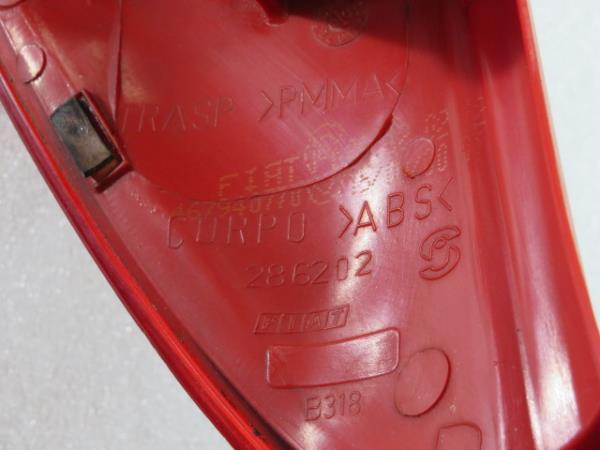 TRASP >PMMA<
FIAT
CORPO >ABS<
286202
FIAT
B318